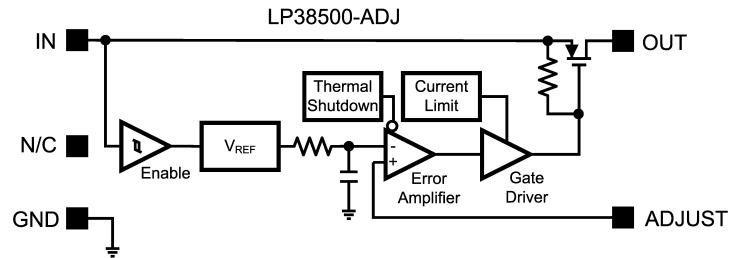 LP38500-ADJ
IN
OUT
Thermal
Shutdown
Current
Limit
N/C
Enable
VREF
-
+
Error
Amplifier
Gate
Driver
GND
ADJUST